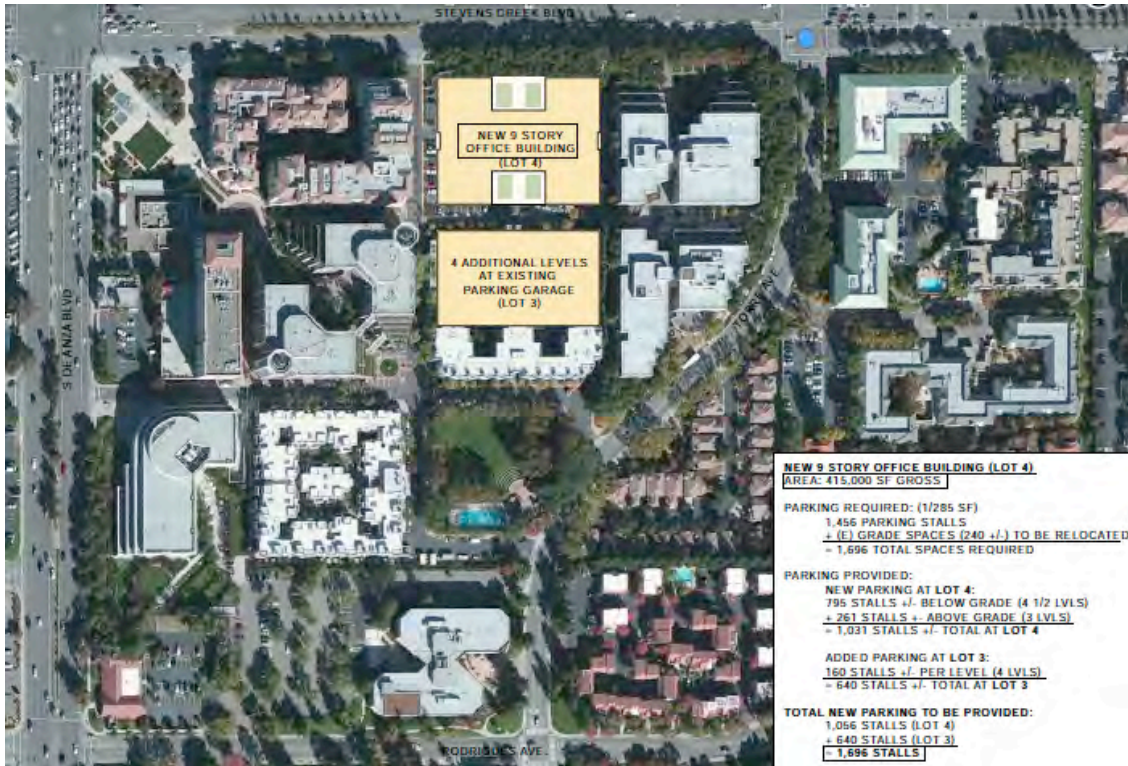 STEVENS CREEK BLVD
NEW 9 STORY
OFFICE BUILDING
(LOT 4)
4 ADDITIONAL LEVELS
AT EXISTING
PARKING GARAGE
(LOT 3)
S DE ANZA BLVD
TORRE AVE
RODRIGUES AVE.
NEW 9 STORY OFFICE BUILDING (LOT 4)
AREA: 415,000 SF GROSS
PARKING REQUIRED: (1/285 SF)
1,456 PARKING STALLS
+ (E) GRADE SPACES (240 +/-) TO BE RELOCATED
= 1,696 TOTAL SPACES REQUIRED
PARKING PROVIDED:
NEW PARKING AT LOT 4:
795 STALLS +/- BELOW GRADE (4 1/2 LVLS)
+ 261 STALLS +- ABOVE GRADE (3 LVLS)
= 1,031 STALLS +/- TOTAL AT LOT 4
ADDED PARKING AT LOT 3:
160 STALLS +/- PER LEVEL (4 LVLS)
= 640 STALLS +/- TOTAL AT LOT 3
TOTAL NEW PARKING TO BE PROVIDED:
1,056 STALLS (LOT 4)
+ 640 STALLS (LOT 3)
= 1,696 STALLS